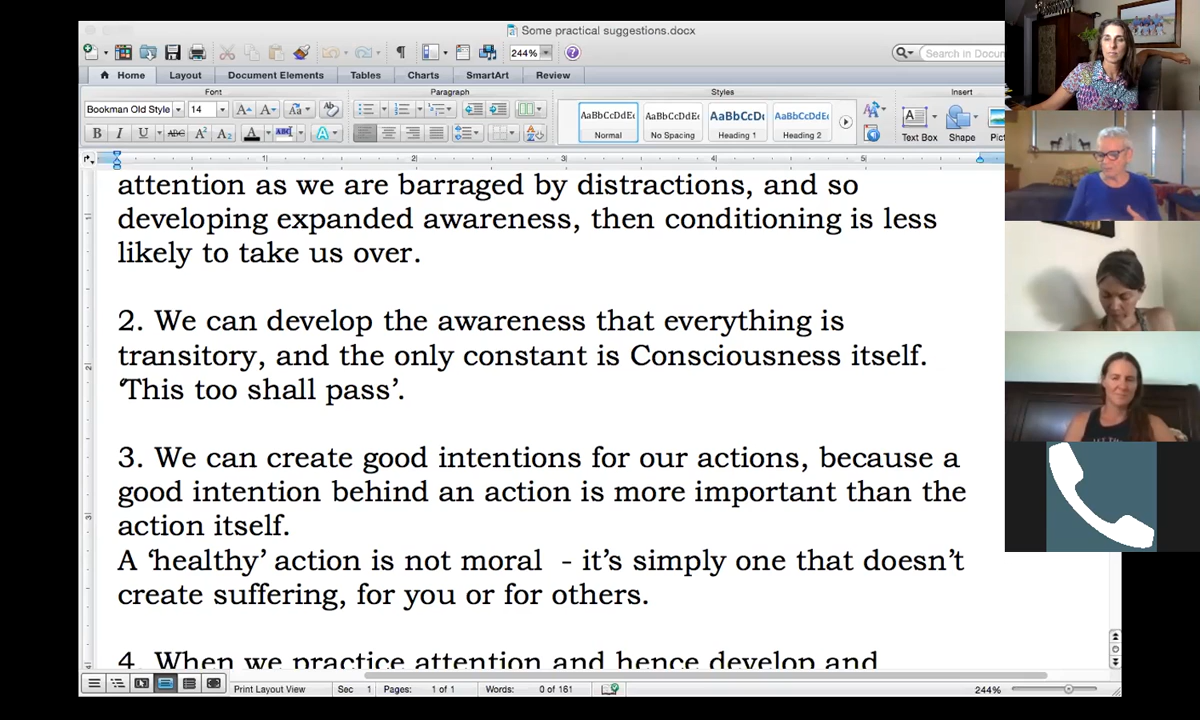 Some practical suggestions.docx
244%
Search in Docum
Home
Layout
Document Elements
Tables
Charts
SmartArt
Review
Font
Paragraph
Styles
Insert
Bookman Old Style
14
AaBbCcDdEe
Normal
AaBbCcDdEe
No Spacing
AaBbCcDc
Heading 1
AaBbCcDdEe
Heading 2
Text Box
Shape
attention as we are barraged by distractions, and so
developing expanded awareness, then conditioning is less
likely to take us over.
2. We can develop the awareness that everything is
transitory, and the only constant is Consciousness itself.
‘This too shall pass’.
3. We can create good intentions for our actions, because a
good intention behind an action is more important than the
action itself.
A ‘healthy’ action is not moral - it’s simply one that doesn’t
create suffering, for you or for others.
4. When we practice attention and hence develop and
Print Layout View
Sec 1
Pages: 1 of 1
Words: 0 of 161
244%